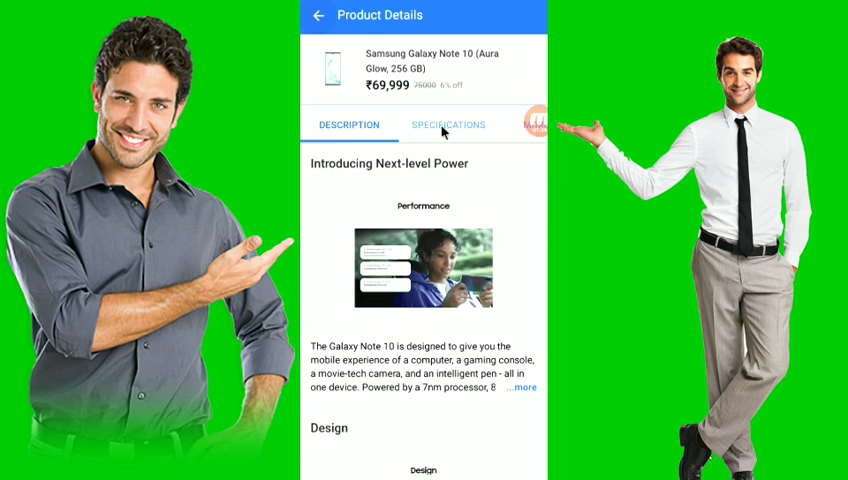 Product Details
Samsung Galaxy Note 10 (Aura
Glow, 256 GB)
₹69,999 75000 6% off
DESCRIPTION
SPECIFICATIONS
Introducing Next-level Power
Performance
The Galaxy Note 10 is designed to give you the
mobile experience of a computer, a gaming console,
a movie-tech camera, and an intelligent pen - all in
one device. Powered by a 7nm processor, 8 ...more
Design
Design